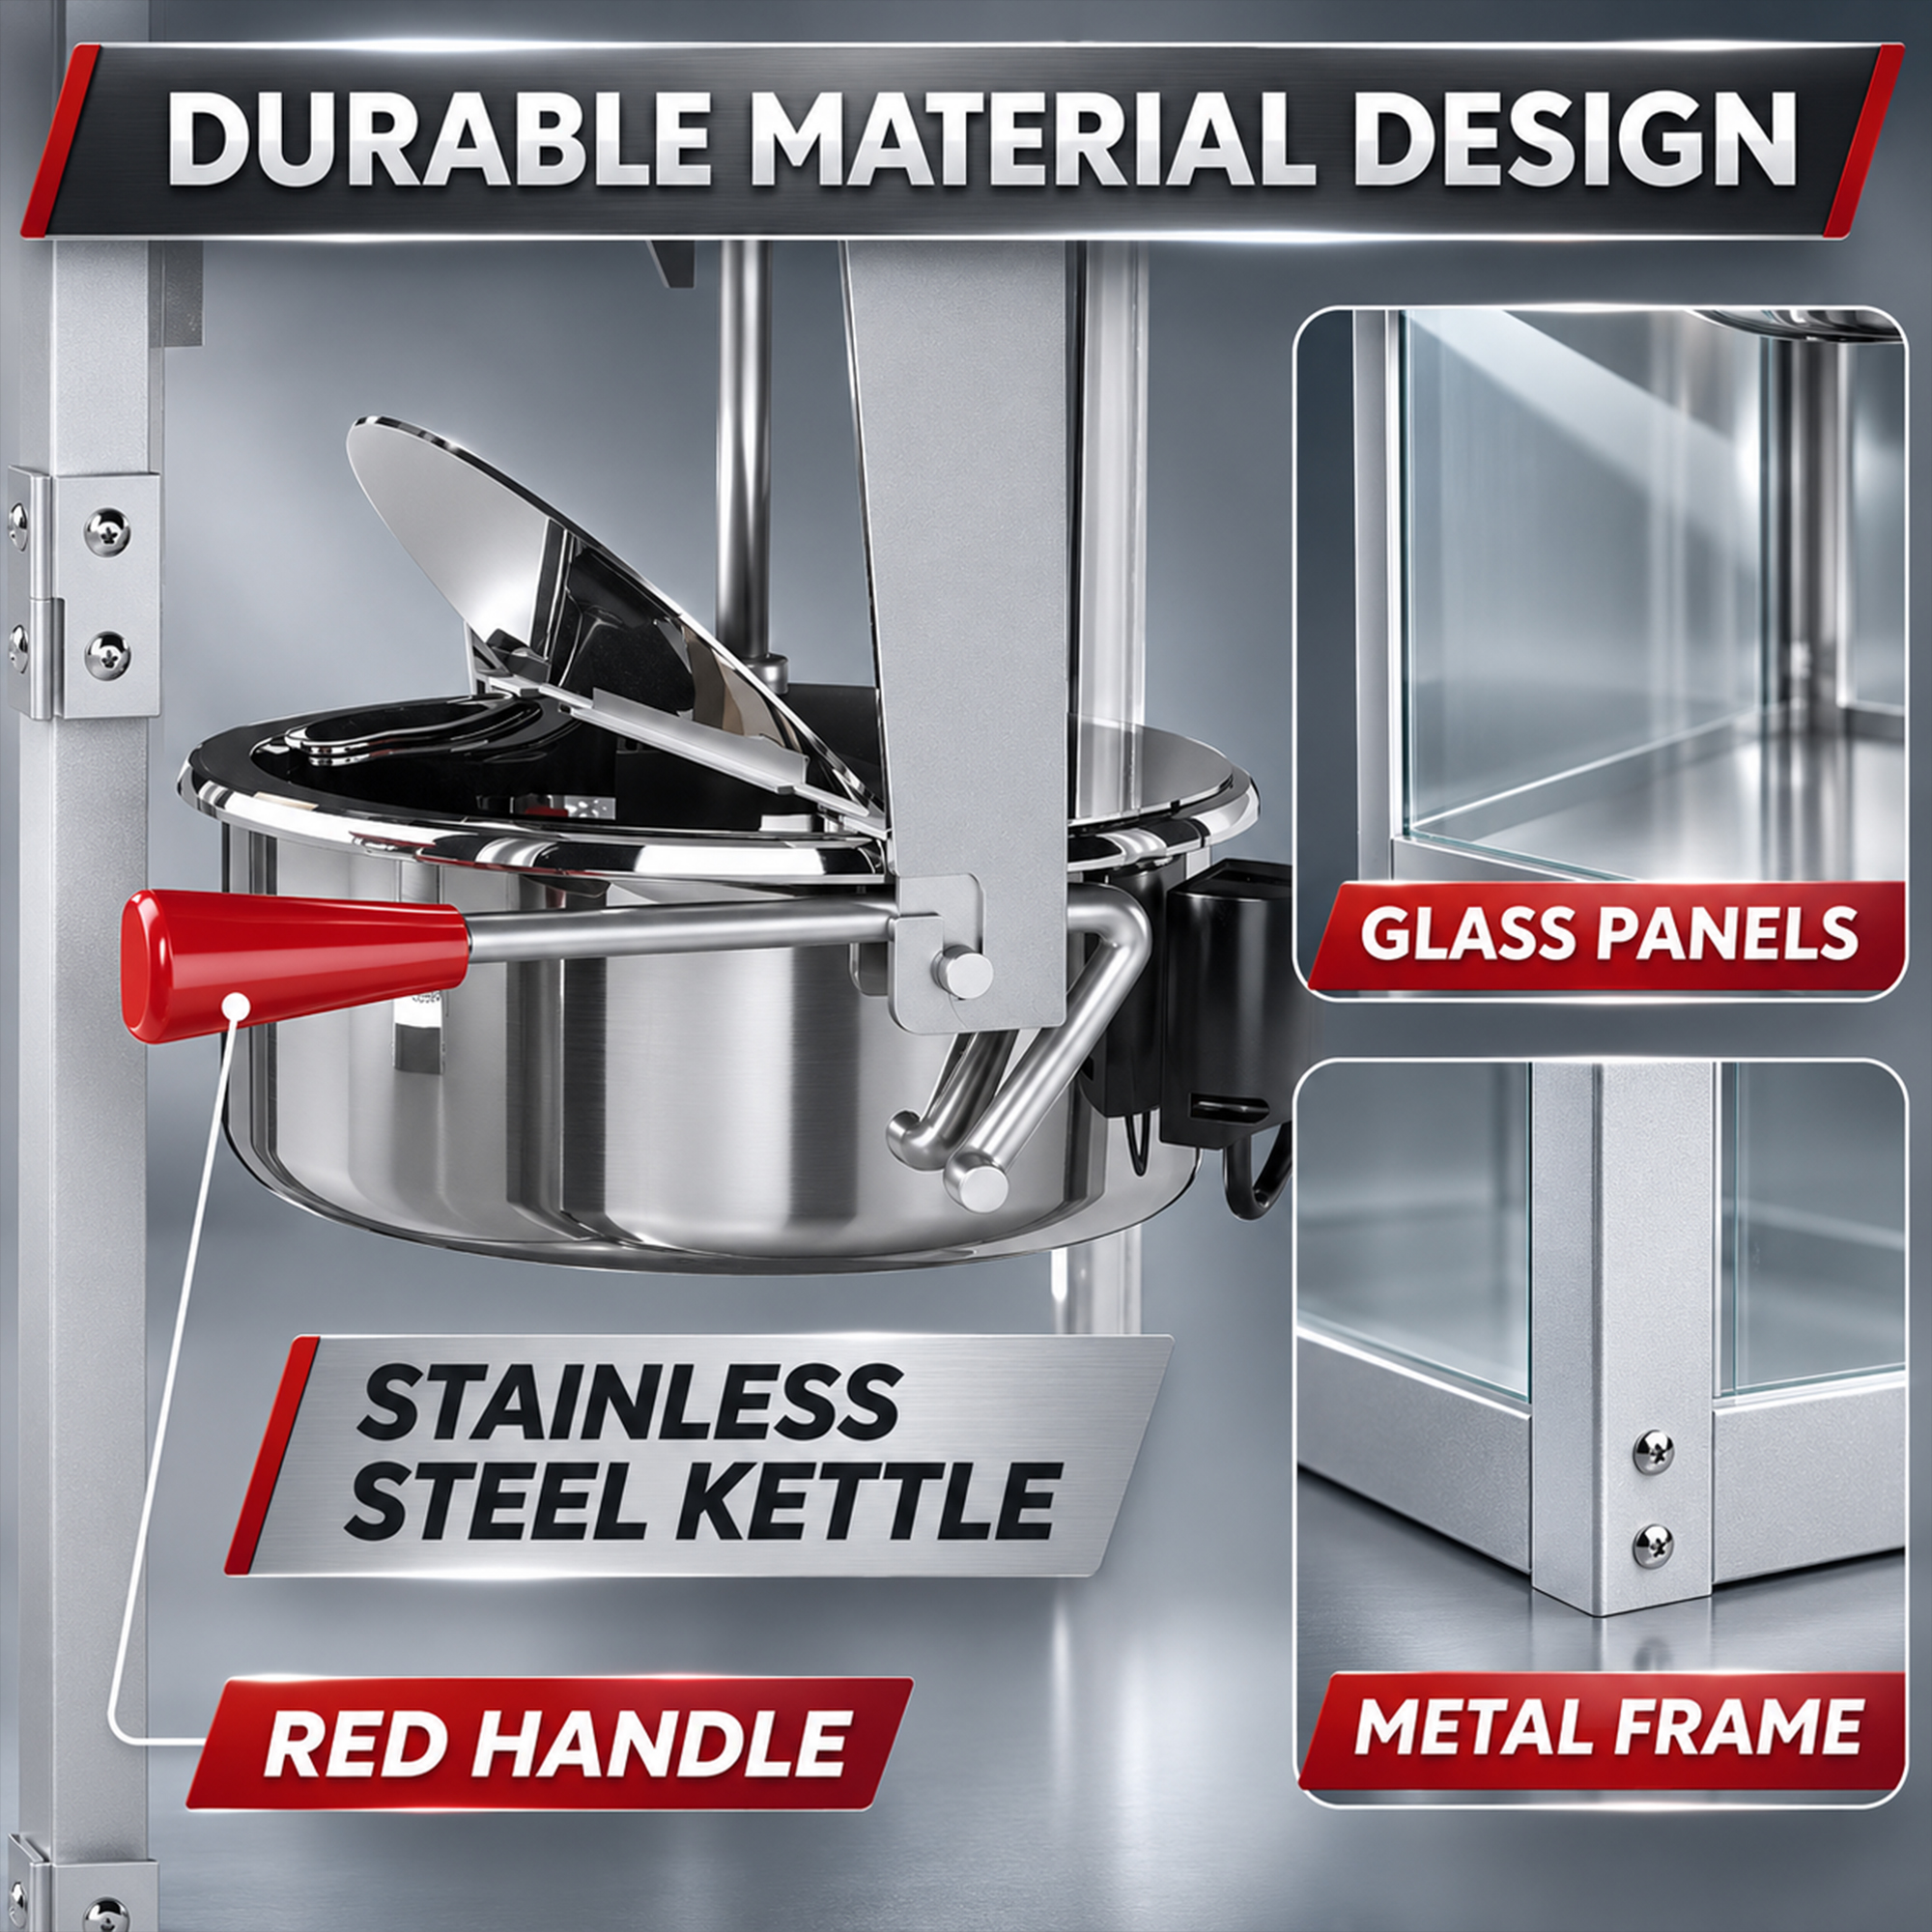 DURABLE MATERIAL DESIGN
GLASS PANELS
STAINLESS
STEEL KETTLE
RED HANDLE
METAL FRAME